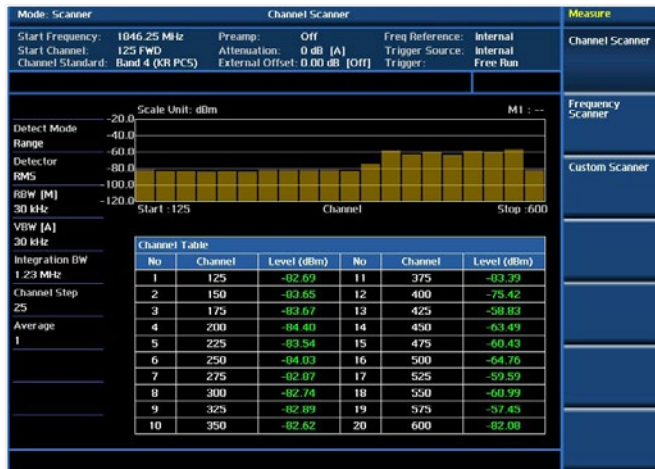 Mode: Scanner Channel Scanner Measure
Start Frequency: 1846.25 MHz Preamp: Off Freq Reference: Internal
Start Channel: 125 FWD Attenuation: 0 dB [A] Trigger Source: Internal
Channel Standard: Band 4 (KR PCS) External Offset: 0.00 dB [Off] Trigger: Free Run
Channel Scanner
Frequency
Scanner
Custom Scanner
Detect Mode
Range
Detector
RMS
RBW [M]
30 kHz
VBW [A]
30 kHz
Integration BW
1.23 MHz
Channel Step
25
Average
1
Scale Unit: dBm M1 : --
-20.0
-40.0
-60.0
-80.0
-100.0
-120.0
Start :125 Channel Stop :600
Channel Table
No Channel Level (dBm) No Channel Level (dBm)
1 125 -82.69 11 375 -83.39
2 150 -83.65 12 400 -75.42
3 175 -83.67 13 425 -58.83
4 200 -84.40 14 450 -63.49
5 225 -83.54 15 475 -60.43
6 250 -84.03 16 500 -64.76
7 275 -82.87 17 525 -59.59
8 300 -82.74 18 550 -60.99
9 325 -82.89 19 575 -57.45
10 350 -82.62 20 600 -82.08